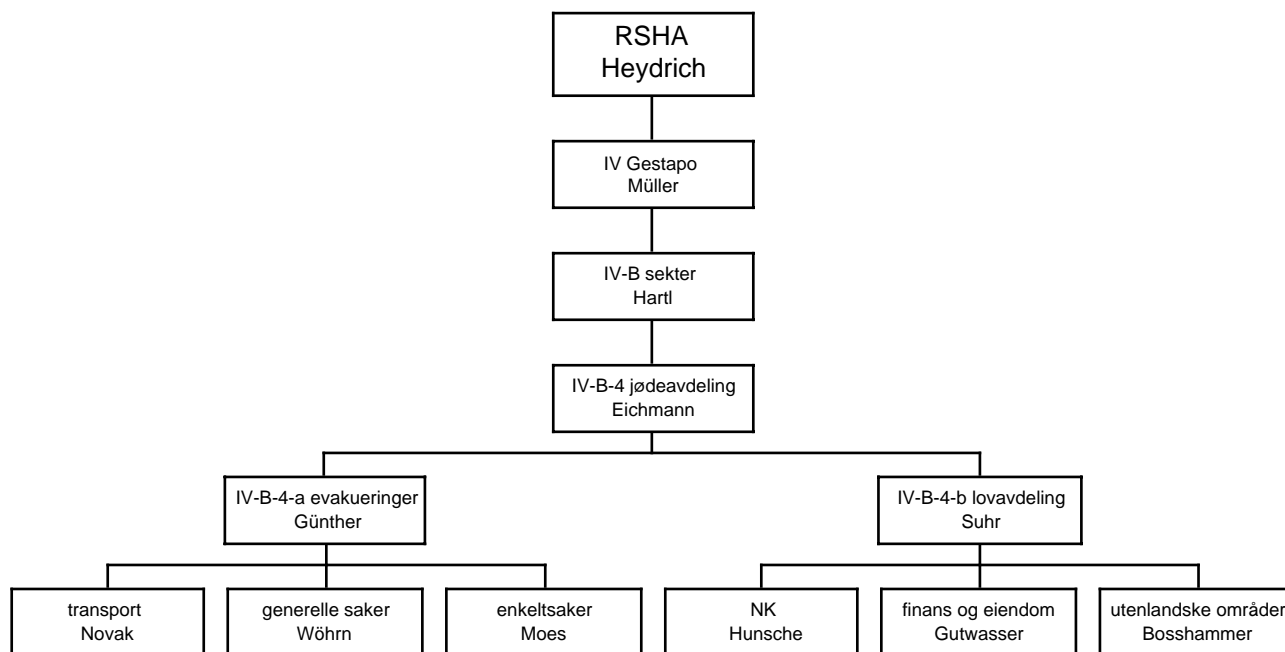 RSHA
Heydrich
IV Gestapo
Müller
IV-B sekter
Hartl
IV-B-4 jødeavdeling
Eichmann
IV-B-4-a evakueringer
Günther
IV-B-4-b lovavdeling
Suhr
transport
Novak
generelle saker
Wöhrn
enkeltsaker
Moes
NK
Hunsche
finans og eiendom
Gutwasser
utenlandske områder
Bosshammer